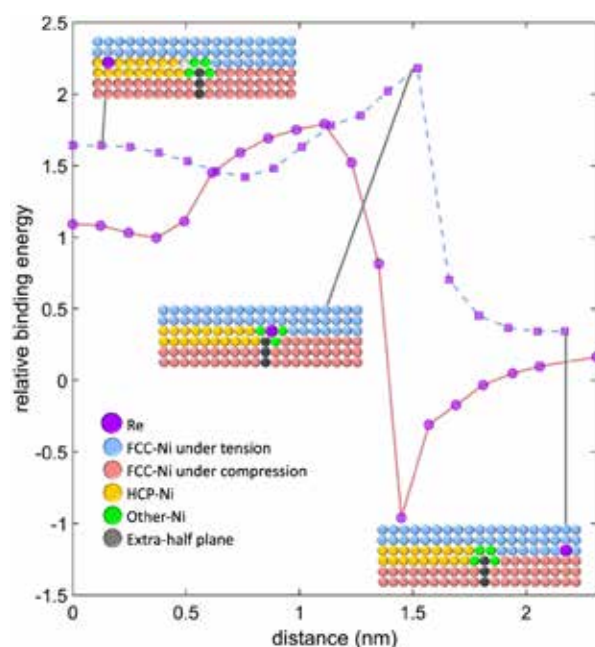 2.5
2
1.5
1
0.5
0
-0.5
-1
-1.5
relative binding energy
Re
FCC-Ni under tension
FCC-Ni under compression
HCP-Ni
Other-Ni
Extra-half plane
0 0.5 1 1.5 2
distance (nm)